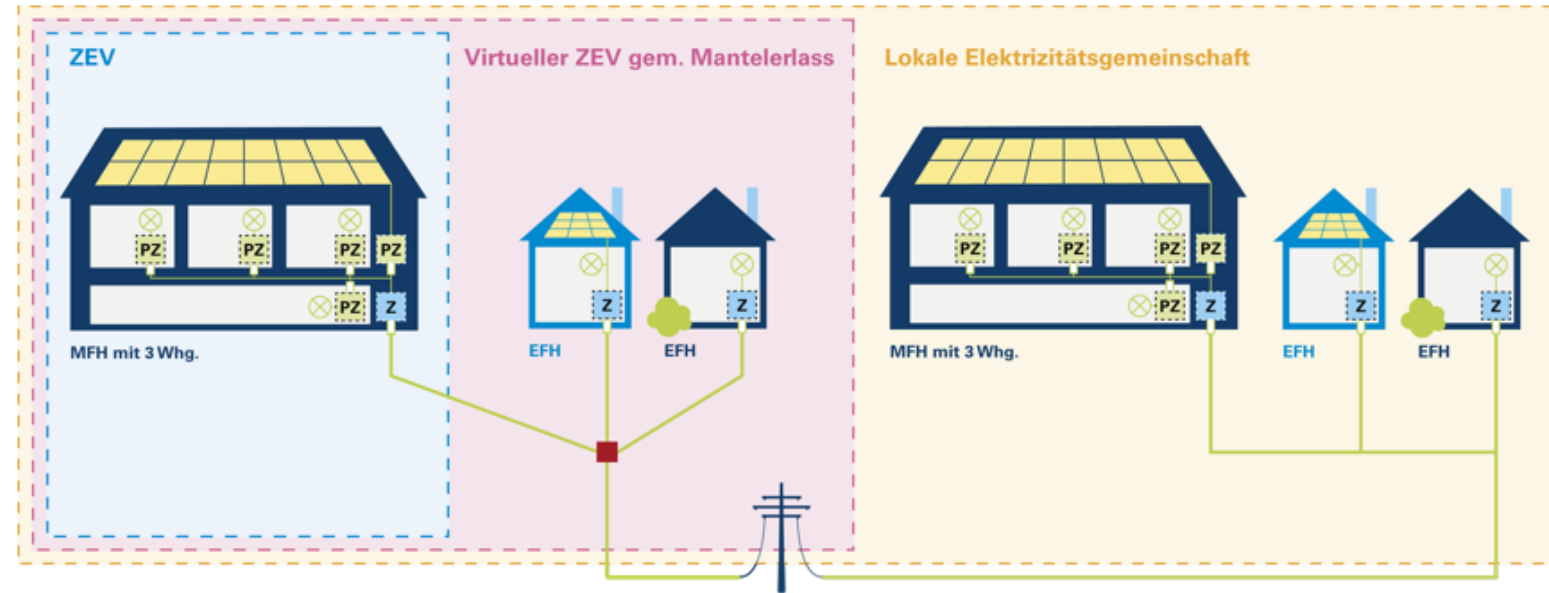 ZEV
Virtueller ZEV gem. Mantelerlass
Lokale Elektrizitätsgemeinschaft
PZ PZ PZ PZ
PZ Z
Z Z
PZ PZ PZ PZ
PZ Z
Z Z
MFH mit 3 Whg.
EFH
EFH
MFH mit 3 Whg.
EFH
EFH